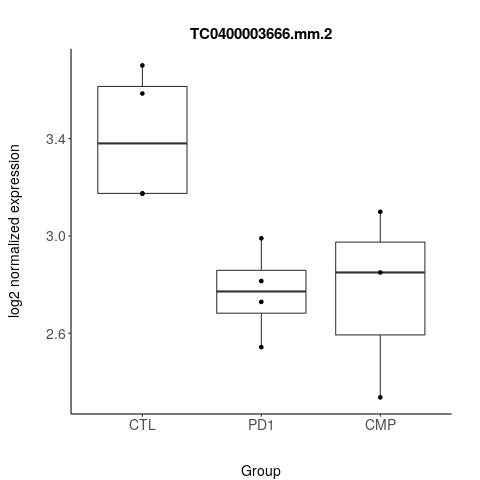 TC0400003666.mm.2
log2 normalized expression
3.4
3.0
2.6
CTL
PD1
CMP
Group